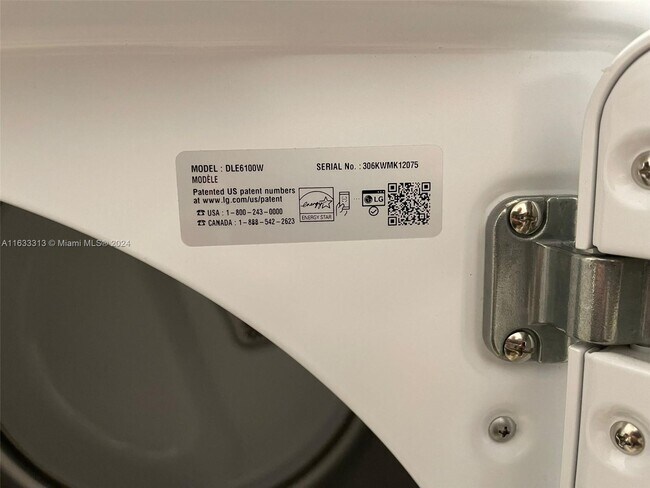 MODEL : DLE6100W SERIAL No. : 306KWMK12075
MODÈLE
Patented US patent numbers
at www.lg.com/us/patent
USA : 1-800-243-0000
CANADA : 1-888-542-2623
energy
ENERGY STAR
LG
A11633313 © Miami MLS® 2024